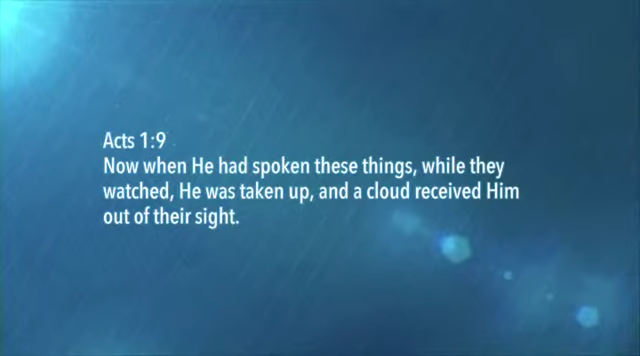 Acts 1:9
Now when He had spoken these things, while they
watched, He was taken up, and a cloud received Him
out of their sight.